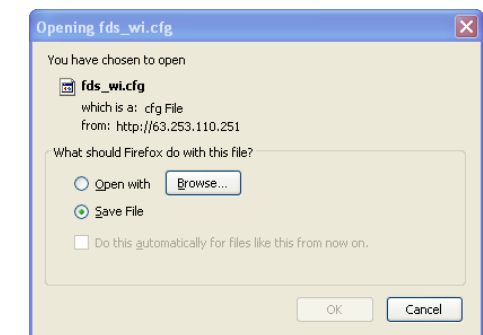 Opening fds_wi.cfg
You have chosen to open
fds_wi.cfg
which is a: cfg File
from: http://63.253.110.251
What should Firefox do with this file?
Open with Browse...
Save File
Do this automatically for files like this from now on.
OK Cancel